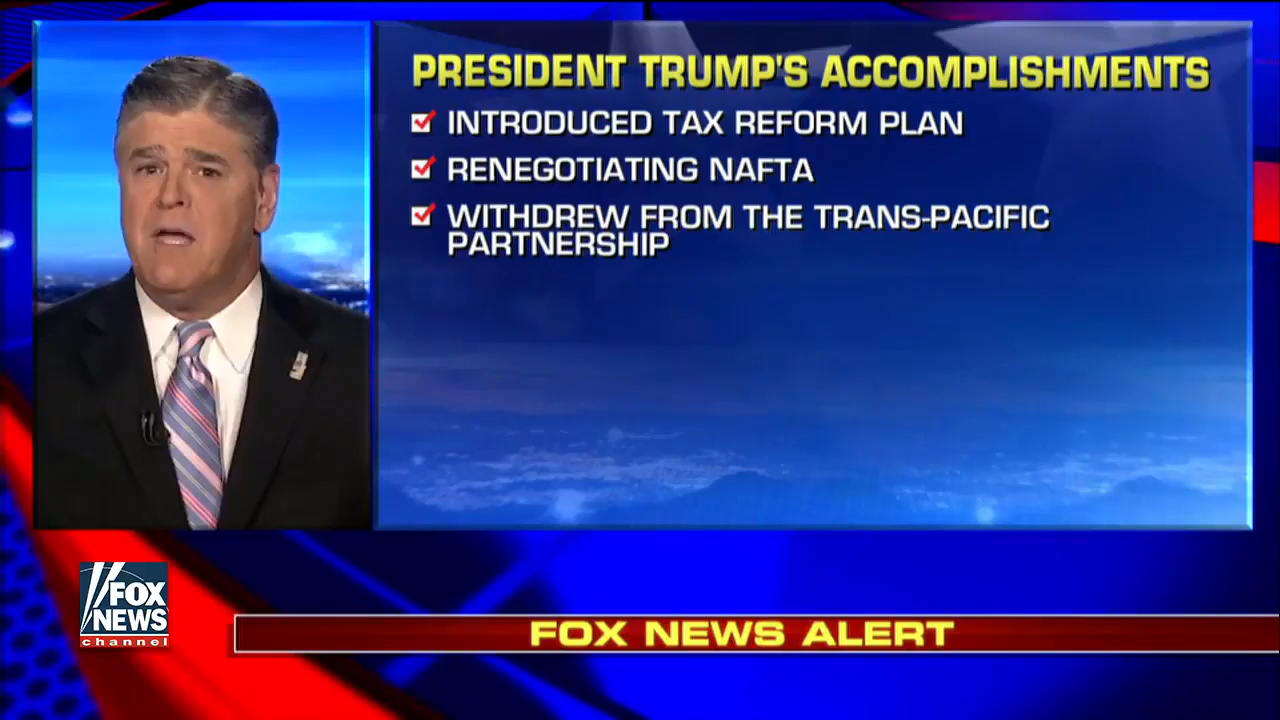 PRESIDENT TRUMP'S ACCOMPLISHMENTS
INTRODUCED TAX REFORM PLAN
RENEGOTIATING NAFTA
WITHDREW FROM THE TRANS-PACIFIC
PARTNERSHIP
FOX
NEWS
channel
FOX NEWS ALERT